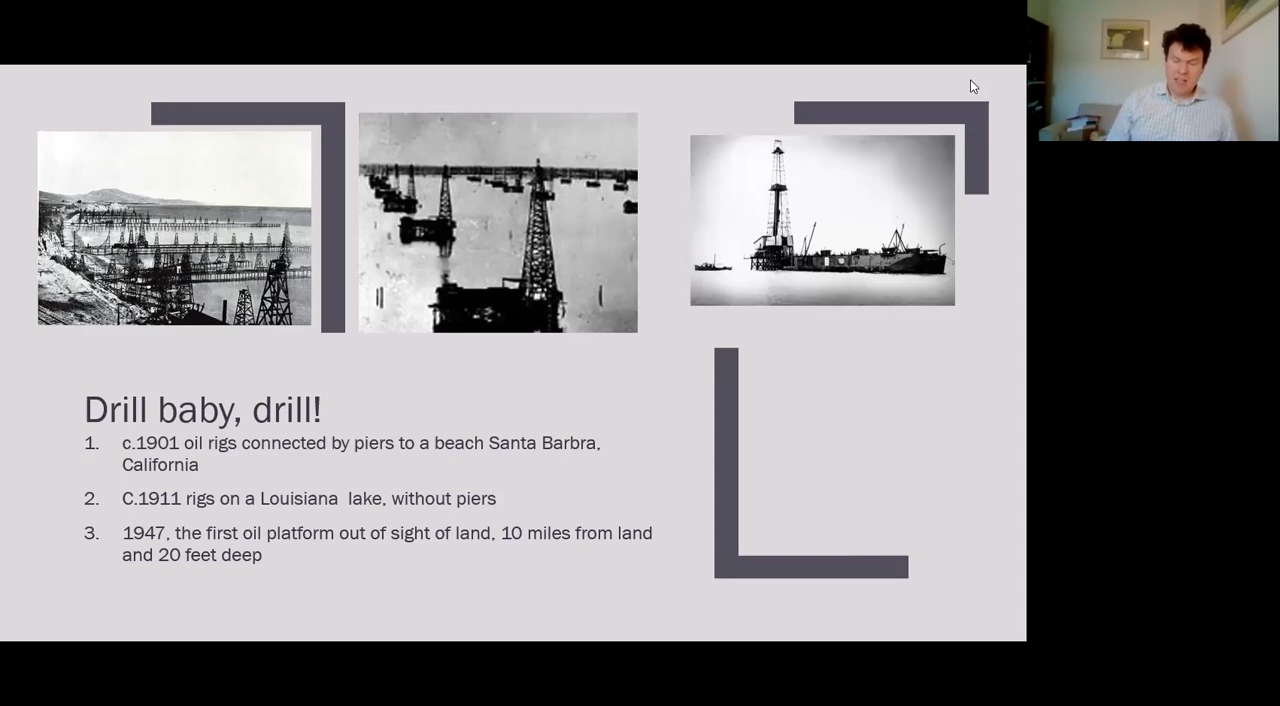 Drill baby, drill!
1. c.1901 oil rigs connected by piers to a beach Santa Barbra,
California
2. C.1911 rigs on a Louisiana lake, without piers
3. 1947, the first oil platform out of sight of land, 10 miles from land
and 20 feet deep